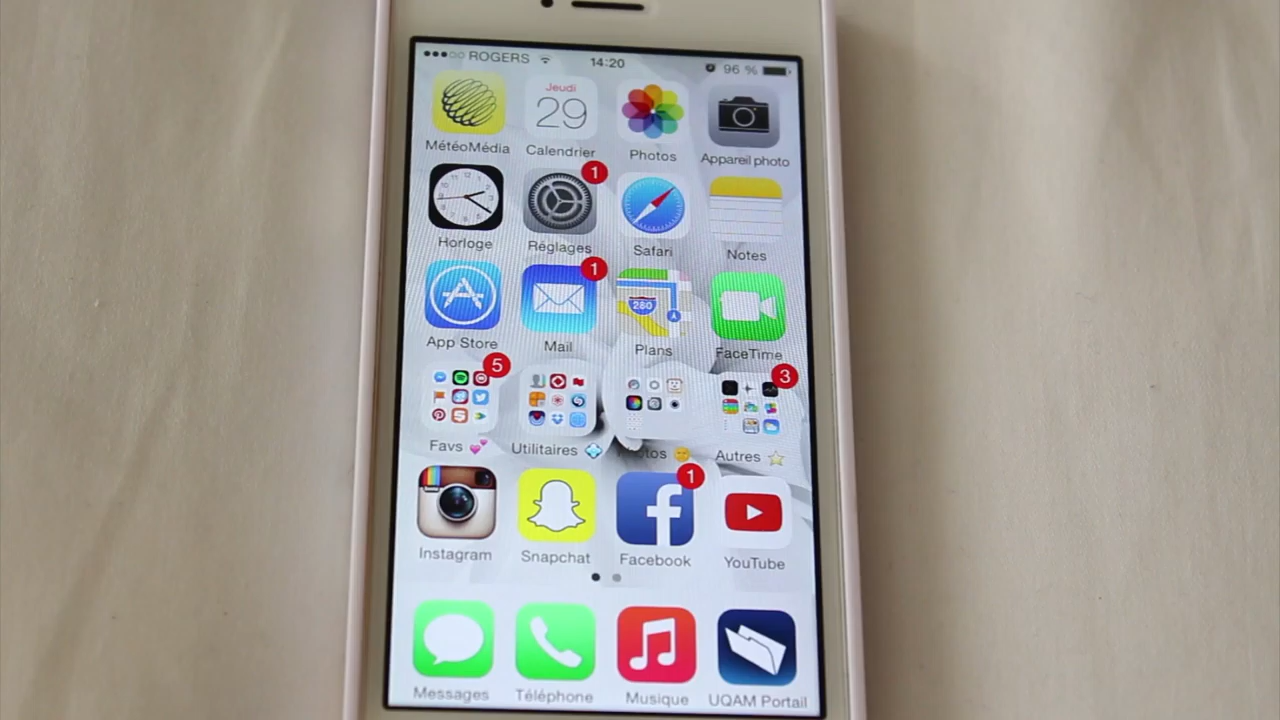 ROGERS 14:20 96 %
Jeudi
29
MétéoMédia Calendrier Photos Appareil photo
1
Horloge Réglages Safari Notes
1
280
App Store Mail Plans FaceTime
5 3
Favs 💕 Utilitaires Autres ⭐
1
Instagram Snapchat Facebook YouTube
Messages Téléphone Musique UQAM Portail